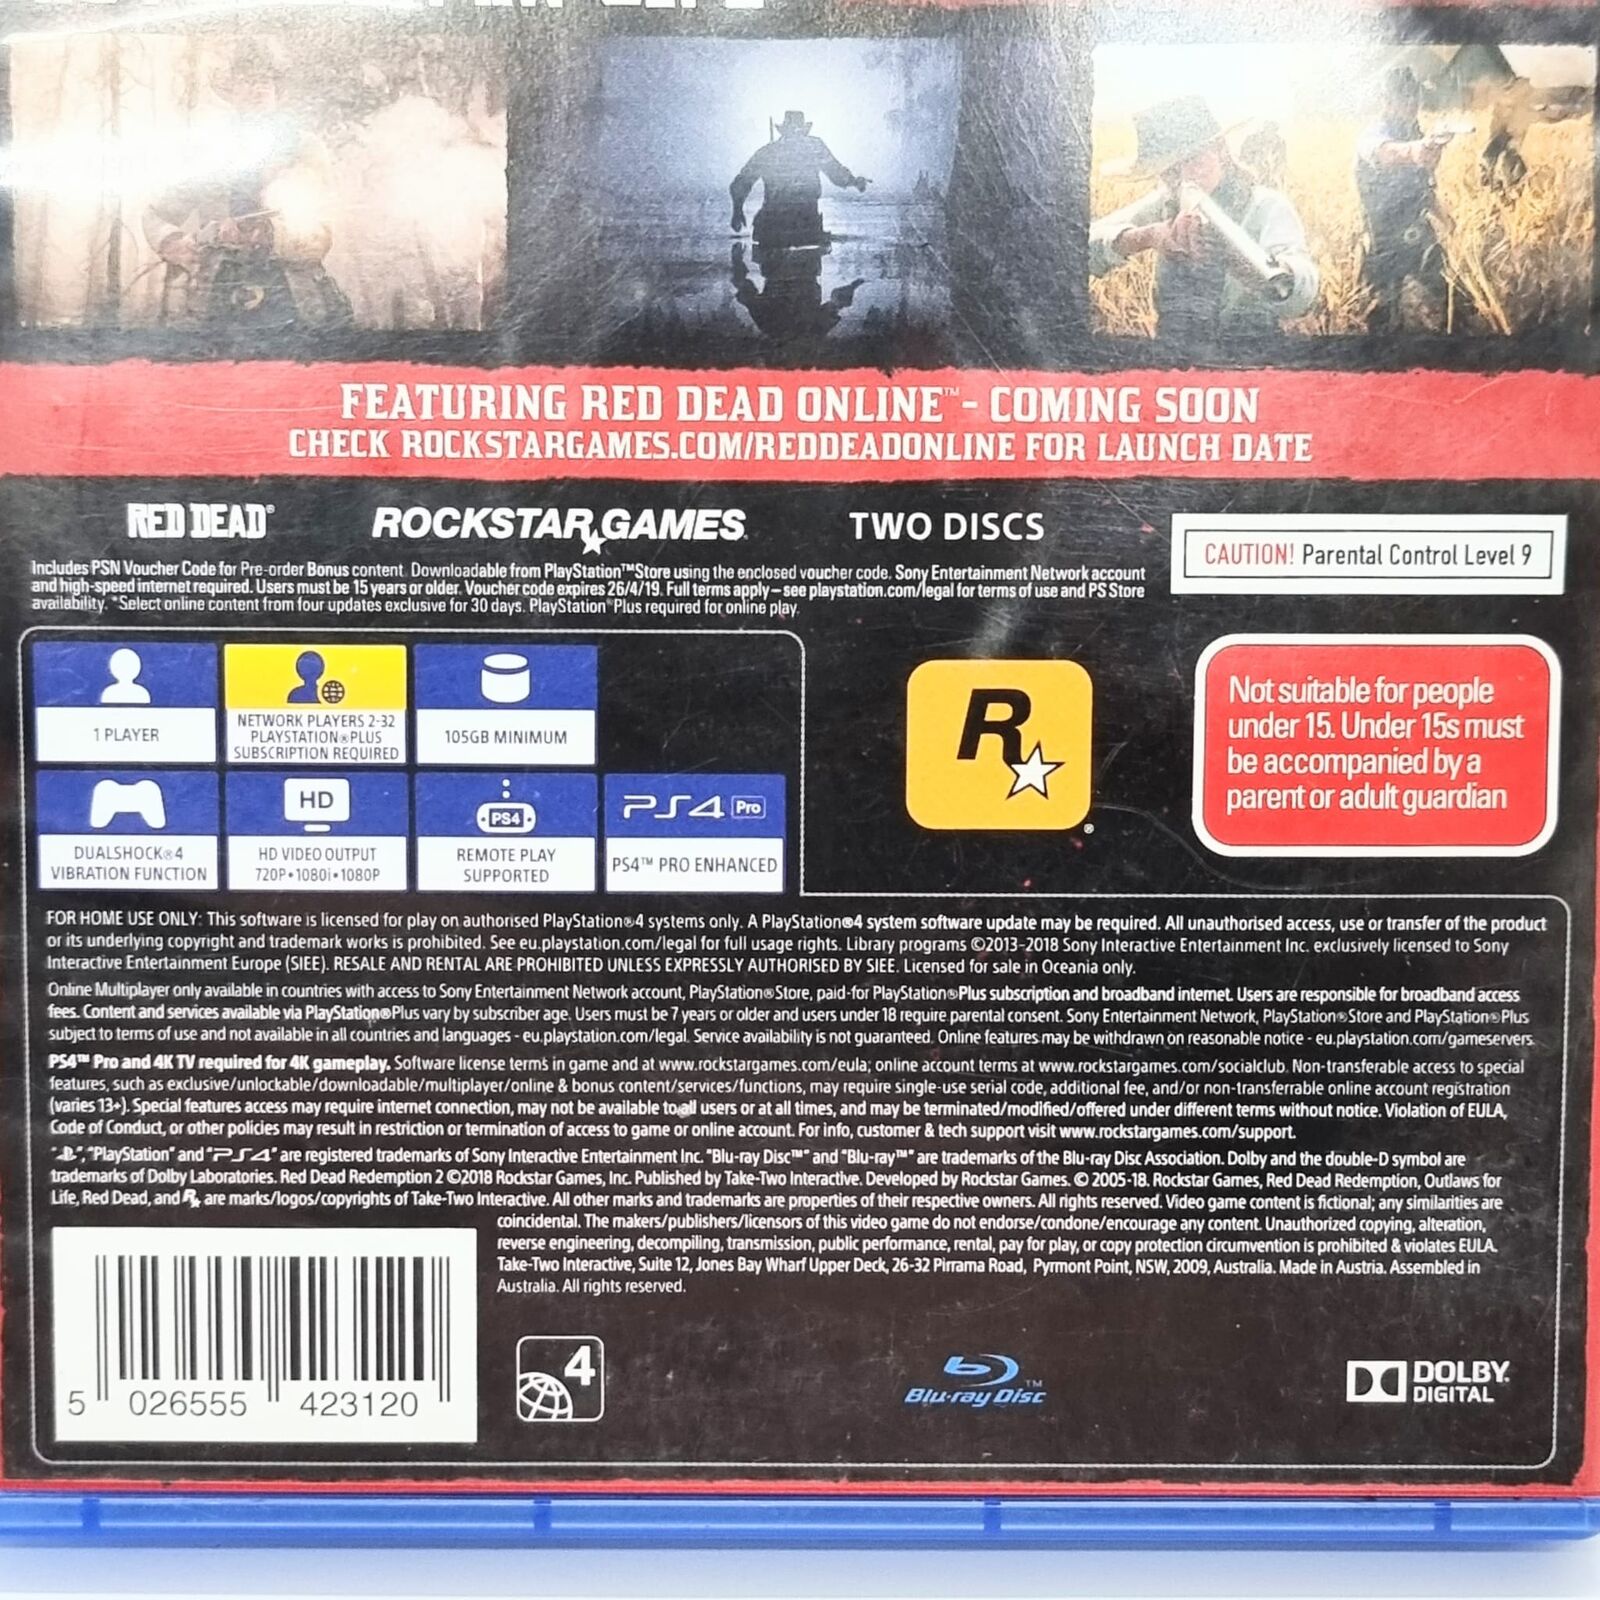 FEATURING RED DEAD ONLINE™ - COMING SOON
CHECK ROCKSTARGAMES.COM/REDDEADONLINE FOR LAUNCH DATE
RED DEAD®
ROCKSTAR GAMES
TWO DISCS
CAUTION! Parental Control Level 9
Includes PSN Voucher Code for Pre-order Bonus content. Downloadable from PlayStation™Store using the enclosed voucher code. Sony Entertainment Network account
and high-speed internet required. Users must be 15 years or older. Voucher code expires 26/4/19. Full terms apply – see playstation.com/legal for terms of use and PS Store
availability. *Select online content from four updates exclusive for 30 days. PlayStation®Plus required for online play.
1 PLAYER
NETWORK PLAYERS 2-32
PLAYSTATION®PLUS
SUBSCRIPTION REQUIRED
105GB MINIMUM
R
®
Not suitable for people
under 15. Under 15s must
be accompanied by a
parent or adult guardian
DUALSHOCK®4
VIBRATION FUNCTION
HD
HD VIDEO OUTPUT
720P•1080i•1080P
PS4
REMOTE PLAY
SUPPORTED
PS4 Pro
PS4™ PRO ENHANCED
FOR HOME USE ONLY: This software is licensed for play on authorised PlayStation®4 systems only. A PlayStation®4 system software update may be required. All unauthorised access, use or transfer of the product
or its underlying copyright and trademark works is prohibited. See eu.playstation.com/legal for full usage rights. Library programs ©2013-2018 Sony Interactive Entertainment Inc. exclusively licensed to Sony
Interactive Entertainment Europe (SIEE). RESALE AND RENTAL ARE PROHIBITED UNLESS EXPRESSLY AUTHORISED BY SIEE. Licensed for sale in Oceania only.
Online Multiplayer only available in countries with access to Sony Entertainment Network account, PlayStation®Store, paid-for PlayStation®Plus subscription and broadband internet. Users are responsible for broadband access
fees. Content and services available via PlayStation®Plus vary by subscriber age. Users must be 7 years or older and users under 18 require parental consent. Sony Entertainment Network, PlayStation®Store and PlayStation®Plus
subject to terms of use and not available in all countries and languages - eu.playstation.com/legal. Service availability is not guaranteed. Online features may be withdrawn on reasonable notice - eu.playstation.com/gameservers.
PS4™ Pro and 4K TV required for 4K gameplay. Software license terms in game and at www.rockstargames.com/eula; online account terms at www.rockstargames.com/socialclub. Non-transferable access to special
features, such as exclusive/unlockable/downloadable/multiplayer/online & bonus content/services/functions, may require single-use serial code, additional fee, and/or non-transferrable online account registration
(varies 13+). Special features access may require internet connection, may not be available to all users or at all times, and may be terminated/modified/offered under different terms without notice. Violation of EULA,
Code of Conduct, or other policies may result in restriction or termination of access to game or online account. For info, customer & tech support visit www.rockstargames.com/support.
" ", "PlayStation" and "PS4" are registered trademarks of Sony Interactive Entertainment Inc. "Blu-ray Disc™" and "Blu-ray™" are trademarks of the Blu-ray Disc Association. Dolby and the double-D symbol are
trademarks of Dolby Laboratories. Red Dead Redemption 2 ©2018 Rockstar Games, Inc. Published by Take-Two Interactive. Developed by Rockstar Games. © 2005-18. Rockstar Games, Red Dead Redemption, Outlaws for
Life, Red Dead, and R are marks/logos/copyrights of Take-Two Interactive. All other marks and trademarks are properties of their respective owners. All rights reserved. Video game content is fictional; any similarities are
coincidental. The makers/publishers/licensors of this video game do not endorse/condone/encourage any content. Unauthorized copying, alteration,
reverse engineering, decompiling, transmission, public performance, rental, pay for play, or copy protection circumvention is prohibited & violates EULA.
Take-Two Interactive, Suite 12, Jones Bay Wharf Upper Deck, 26-32 Pirrama Road, Pyrmont Point, NSW, 2009, Australia. Made in Austria. Assembled in
Australia. All rights reserved.
5 026555 423120
4
Blu-ray Disc™
DOLBY
DIGITAL